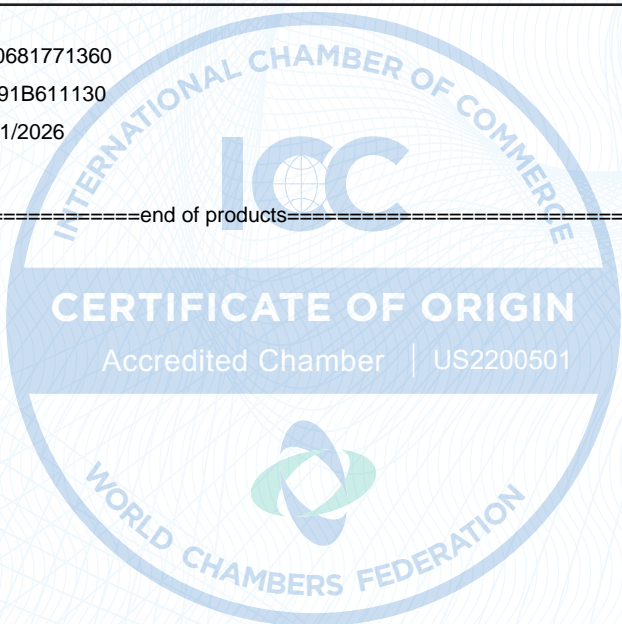 0681771360
91B611130
1/2026
============end of products============================
INTERNATIONAL CHAMBER OF COMMERCE
ICC
CERTIFICATE OF ORIGIN
Accredited Chamber | US2200501
WORLD CHAMBERS FEDERATION